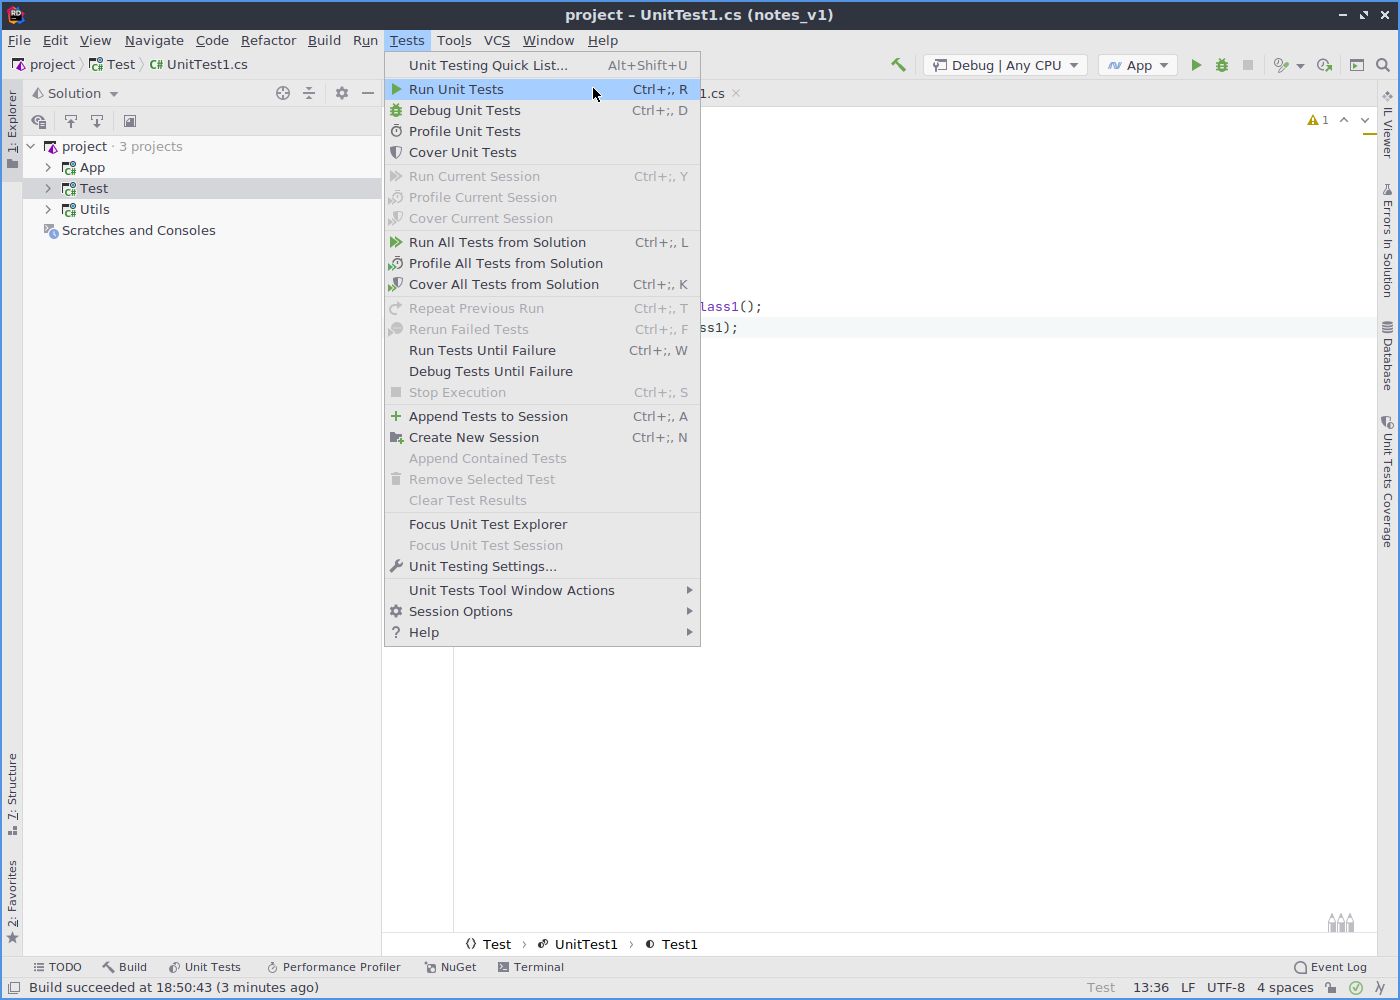 project – UnitTest1.cs (notes_v1)
File Edit View Navigate Code Refactor Build Run Tests Tools VCS Window Help
project Test C# UnitTest1.cs
Debug | Any CPU App
Solution
1.cs
1: Explorer
project · 3 projects
App
Test
Utils
Scratches and Consoles
Unit Testing Quick List... Alt+Shift+U
Run Unit Tests Ctrl+;, R
Debug Unit Tests Ctrl+;, D
Profile Unit Tests
Cover Unit Tests
Run Current Session Ctrl+;, Y
Profile Current Session
Cover Current Session
Run All Tests from Solution Ctrl+;, L
Profile All Tests from Solution
Cover All Tests from Solution Ctrl+;, K
Repeat Previous Run Ctrl+;, T
Rerun Failed Tests Ctrl+;, F
Run Tests Until Failure Ctrl+;, W
Debug Tests Until Failure
Stop Execution Ctrl+;, S
Append Tests to Session Ctrl+;, A
Create New Session Ctrl+;, N
Append Contained Tests
Remove Selected Test
Clear Test Results
Focus Unit Test Explorer
Focus Unit Test Session
Unit Testing Settings...
Unit Tests Tool Window Actions
Session Options
Help
1
lass1();
ss1);
IL Viewer
Errors In Solution
Database
Unit Tests Coverage
7: Structure
2: Favorites
Test › UnitTest1 › Test1
TODO Build Unit Tests Performance Profiler NuGet Terminal Event Log
Build succeeded at 18:50:43 (3 minutes ago) Test 13:36 LF UTF-8 4 spaces